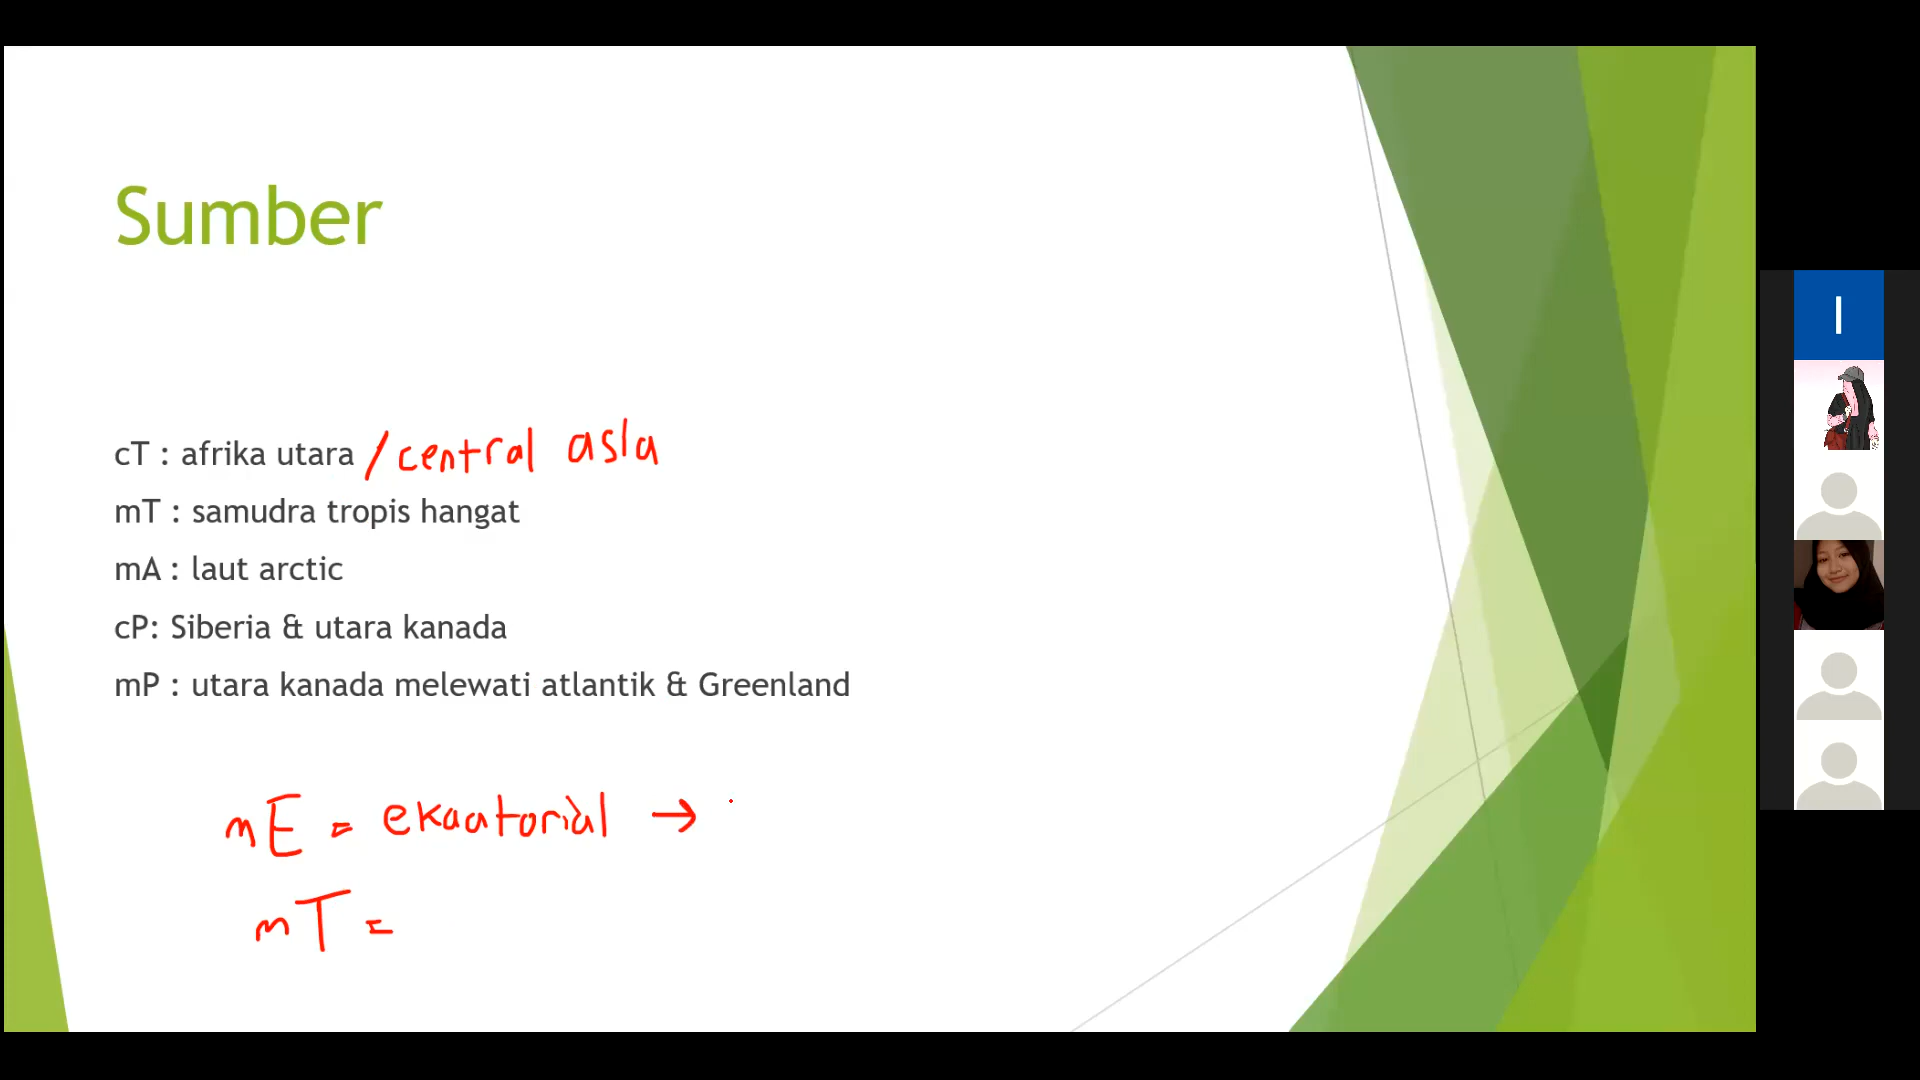 Sumber
cT : afrika utara /central asia
mT : samudra tropis hangat
mA : laut arctic
cP: Siberia & utara kanada
mP : utara kanada melewati atlantik & Greenland
mE = ekuatorial →
mT =
I